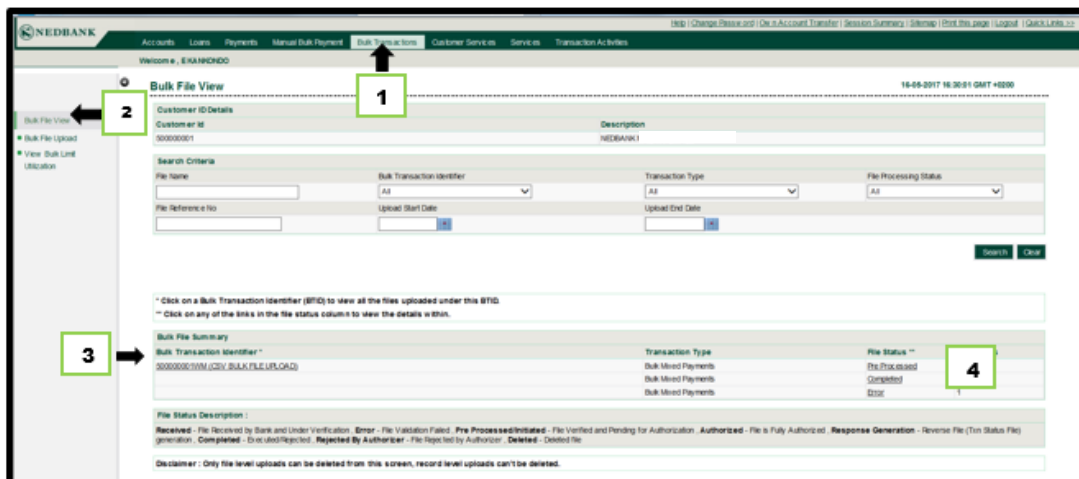 Help | Change Password | Own Account Transfer | Session Summary | Sitemap | Print this page | Logout | Quick Links >>
NEDBANK
Accounts Loans Payments Manual Bulk Payment Bulk Transactions Customer Services Services Transaction Activities
Welcome, EKANKONDO
Bulk File View
16-05-2017 16:30:01 GMT +0200
1
2
Bulk File View
Bulk File Upload
View Bulk Limit
Utilization
Customer ID Details
Customer Id Description
500000001 NEDBANK
Search Criteria
File Name Bulk Transaction Identifier Transaction Type File Processing Status
All All All
File Reference No Upload Start Date Upload End Date
Search Clear
* Click on a Bulk Transaction Identifier (BTID) to view all the files uploaded under this BTID.
** Click on any of the links in the file status column to view the details within.
Bulk File Summary
3
Bulk Transaction Identifier * Transaction Type File Status **
500000001WM (CSV BULK FILE UPLOAD) Bulk Mixed Payments Pre Processed
4
Bulk Mixed Payments Completed
Bulk Mixed Payments Error 1
File Status Description :
Received - File Received by Bank and Under Verification , Error - File Validation Failed , Pre Processed/Initiated - File Verified and Pending for Authorization , Authorized - File is Fully Authorized , Response Generation - Reverse File (Txn Status File)
generation , Completed - Executed/Rejected , Rejected By Authorizer - File Rejected by Authorizer , Deleted - Deleted file
Disclaimer : Only file level uploads can be deleted from this screen, record level uploads can't be deleted.